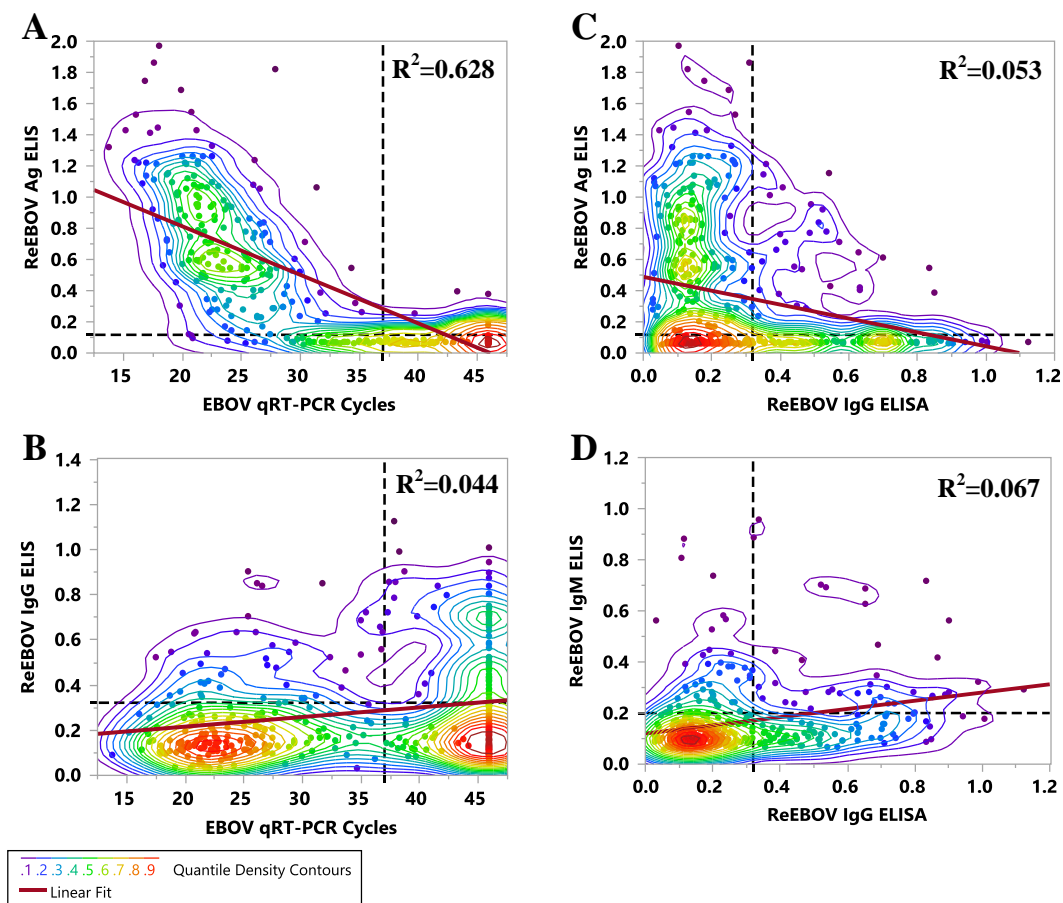 A
C
R²=0.628
R²=0.053
ReEBOV Ag ELIS
2.0
1.8
1.6
1.4
1.2
1.0
0.8
0.6
0.4
0.2
0.0
15 20 25 30 35 40 45
EBOV qRT-PCR Cycles
ReEBOV Ag ELIS
2.0
1.8
1.6
1.4
1.2
1.0
0.8
0.6
0.4
0.2
0.0
0.0 0.2 0.4 0.6 0.8 1.0 1.2
ReEBOV IgG ELISA
B
D
R²=0.044
R²=0.067
ReEBOV IgG ELIS
1.4
1.2
1.0
0.8
0.6
0.4
0.2
0.0
15 20 25 30 35 40 45
EBOV qRT-PCR Cycles
ReEBOV IgM ELIS
1.2
1.0
0.8
0.6
0.4
0.2
0.0
0.0 0.2 0.4 0.6 0.8 1.0 1.2
ReEBOV IgG ELISA
.1 .2 .3 .4 .5 .6 .7 .8 .9 Quantile Density Contours
Linear Fit